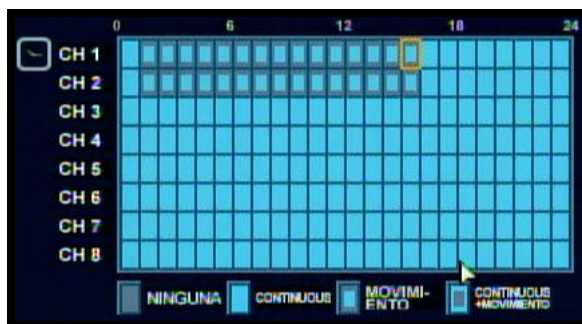 0 6 12 18 24
CH 1
CH 2
CH 3
CH 4
CH 5
CH 6
CH 7
CH 8
NINGUNA CONTINUOUS MOVIMI-
ENTO CONTINUOUS
+MOVIMIENTO